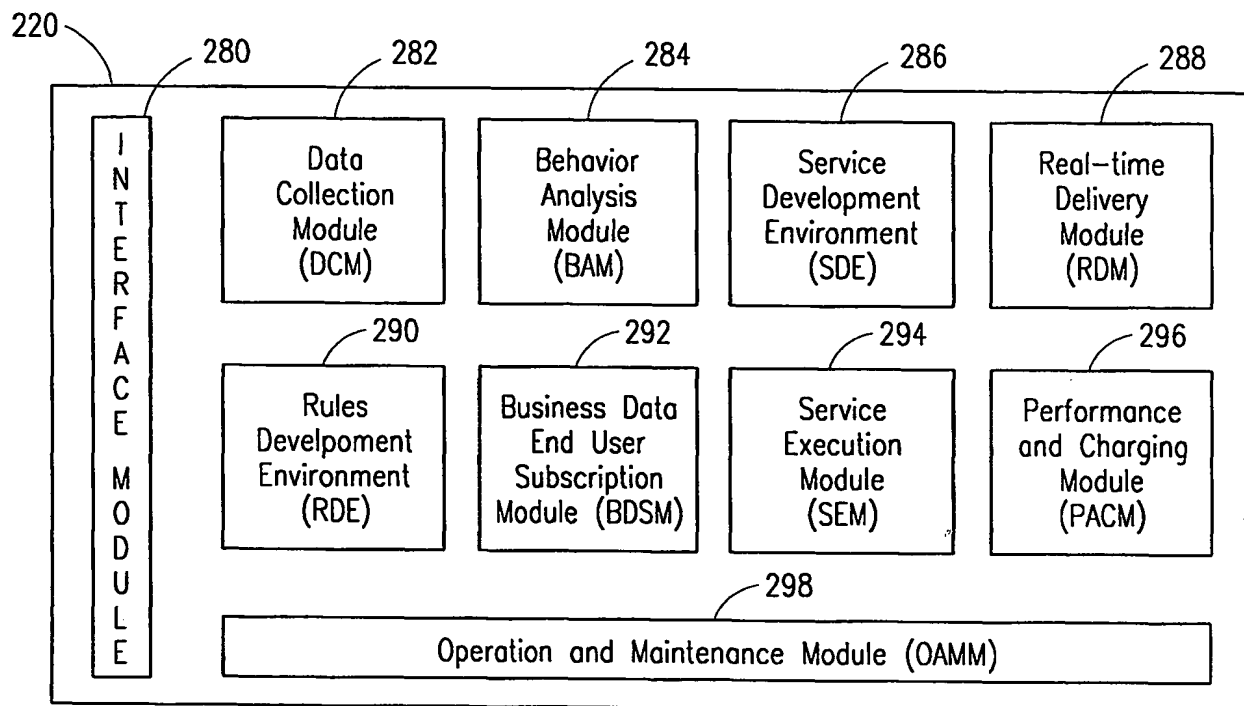 220
280
282
284
286
288
INTERFACE MODULE
Data
Collection
Module
(DCM)
Behavior
Analysis
Module
(BAM)
Service
Development
Environment
(SDE)
Real-time
Delivery
Module
(RDM)
290
292
294
296
Rules
Develpoment
Environment
(RDE)
Business Data
End User
Subscription
Module (BDSM)
Service
Execution
Module
(SEM)
Performance
and Charging
Module
(PACM)
298
Operation and Maintenance Module (OAMM)